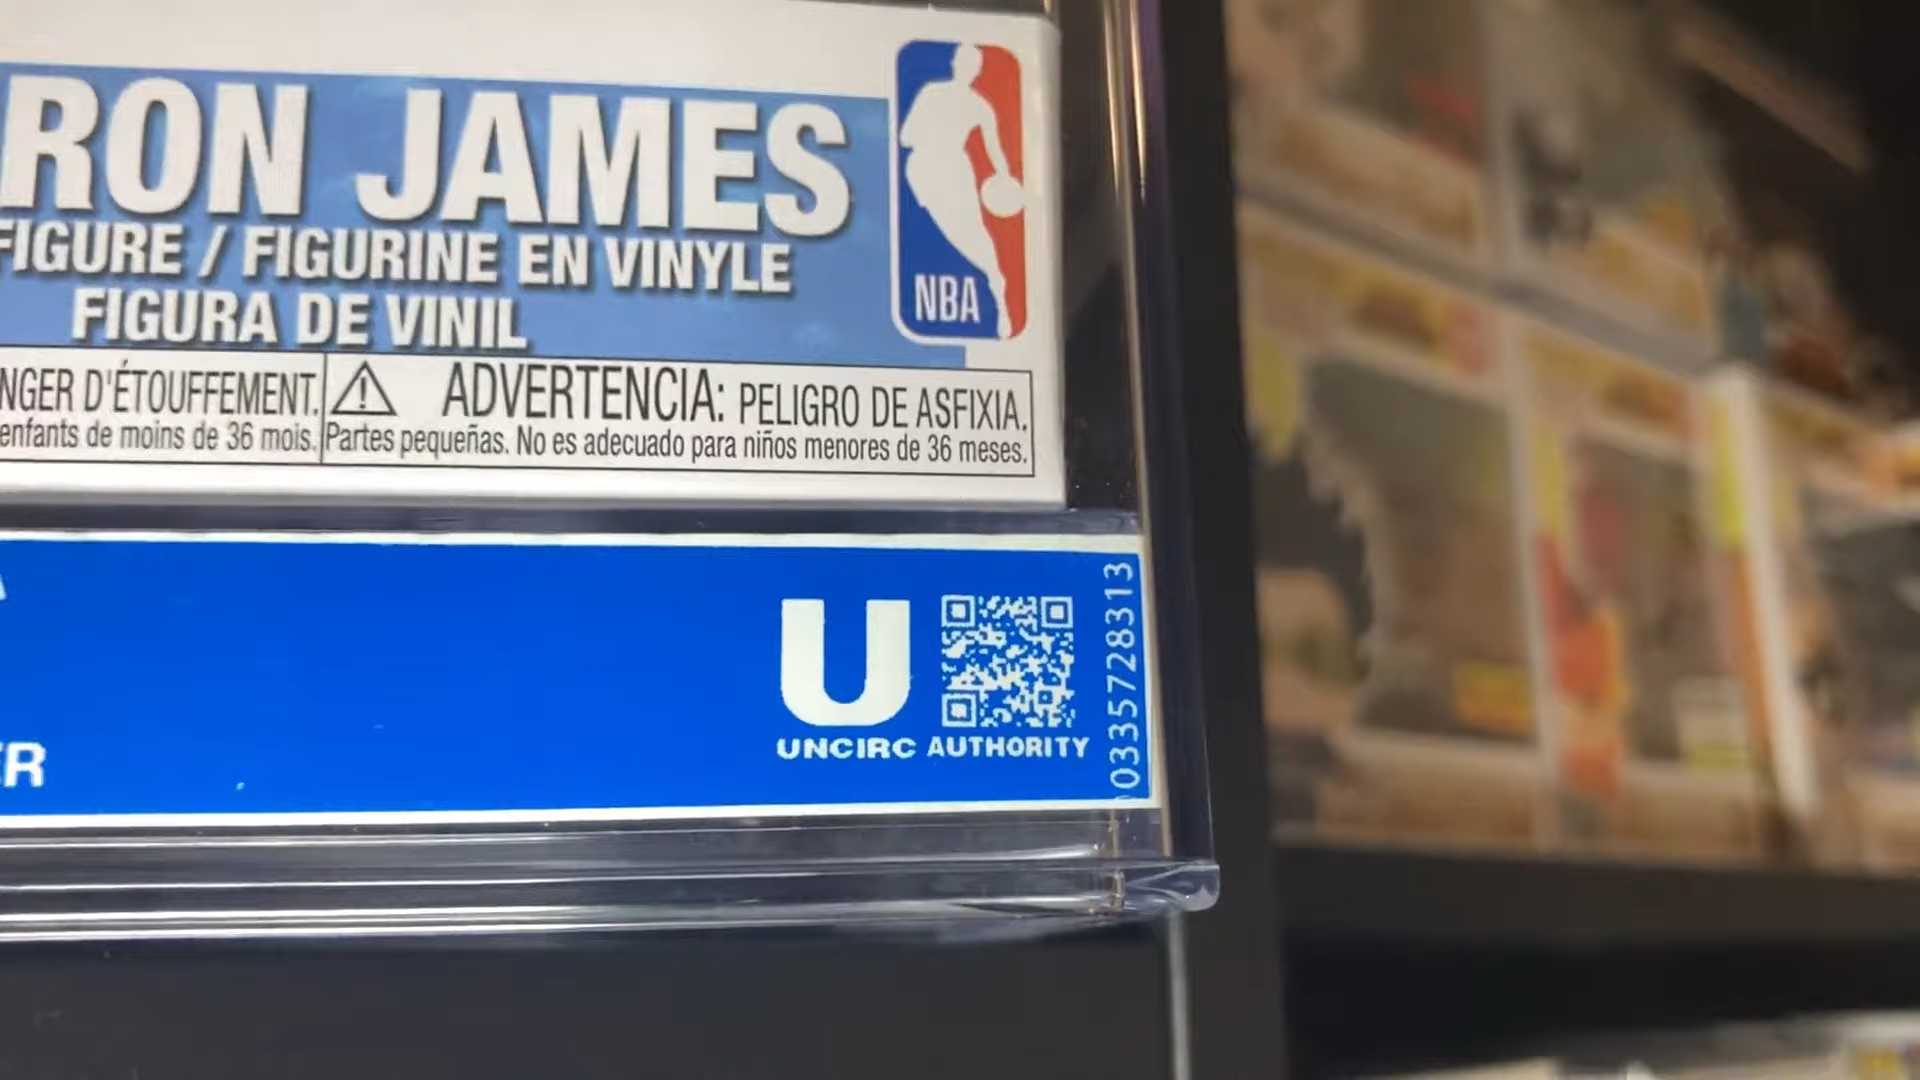 RON JAMES
FIGURE / FIGURINE EN VINYLE
FIGURA DE VINIL
NBA
NGER D'ÉTOUFFEMENT.
enfants de moins de 36 mois.
ADVERTENCIA: PELIGRO DE ASFIXIA.
Partes pequeñas. No es adecuado para niños menores de 36 meses.
ER
U
UNCIRC AUTHORITY
0335728313